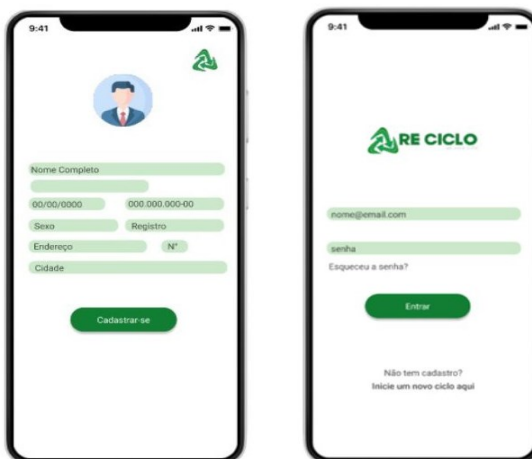 9:41
Nome Completo
00/00/0000 000.000.000-00
Sexo Registro
Endereço N°
Cidade
Cadastrar-se
9:41
RE CICLO
nome@email.com
senha
Esqueceu a senha?
Entrar
Não tem cadastro?
Inicie um novo ciclo aqui